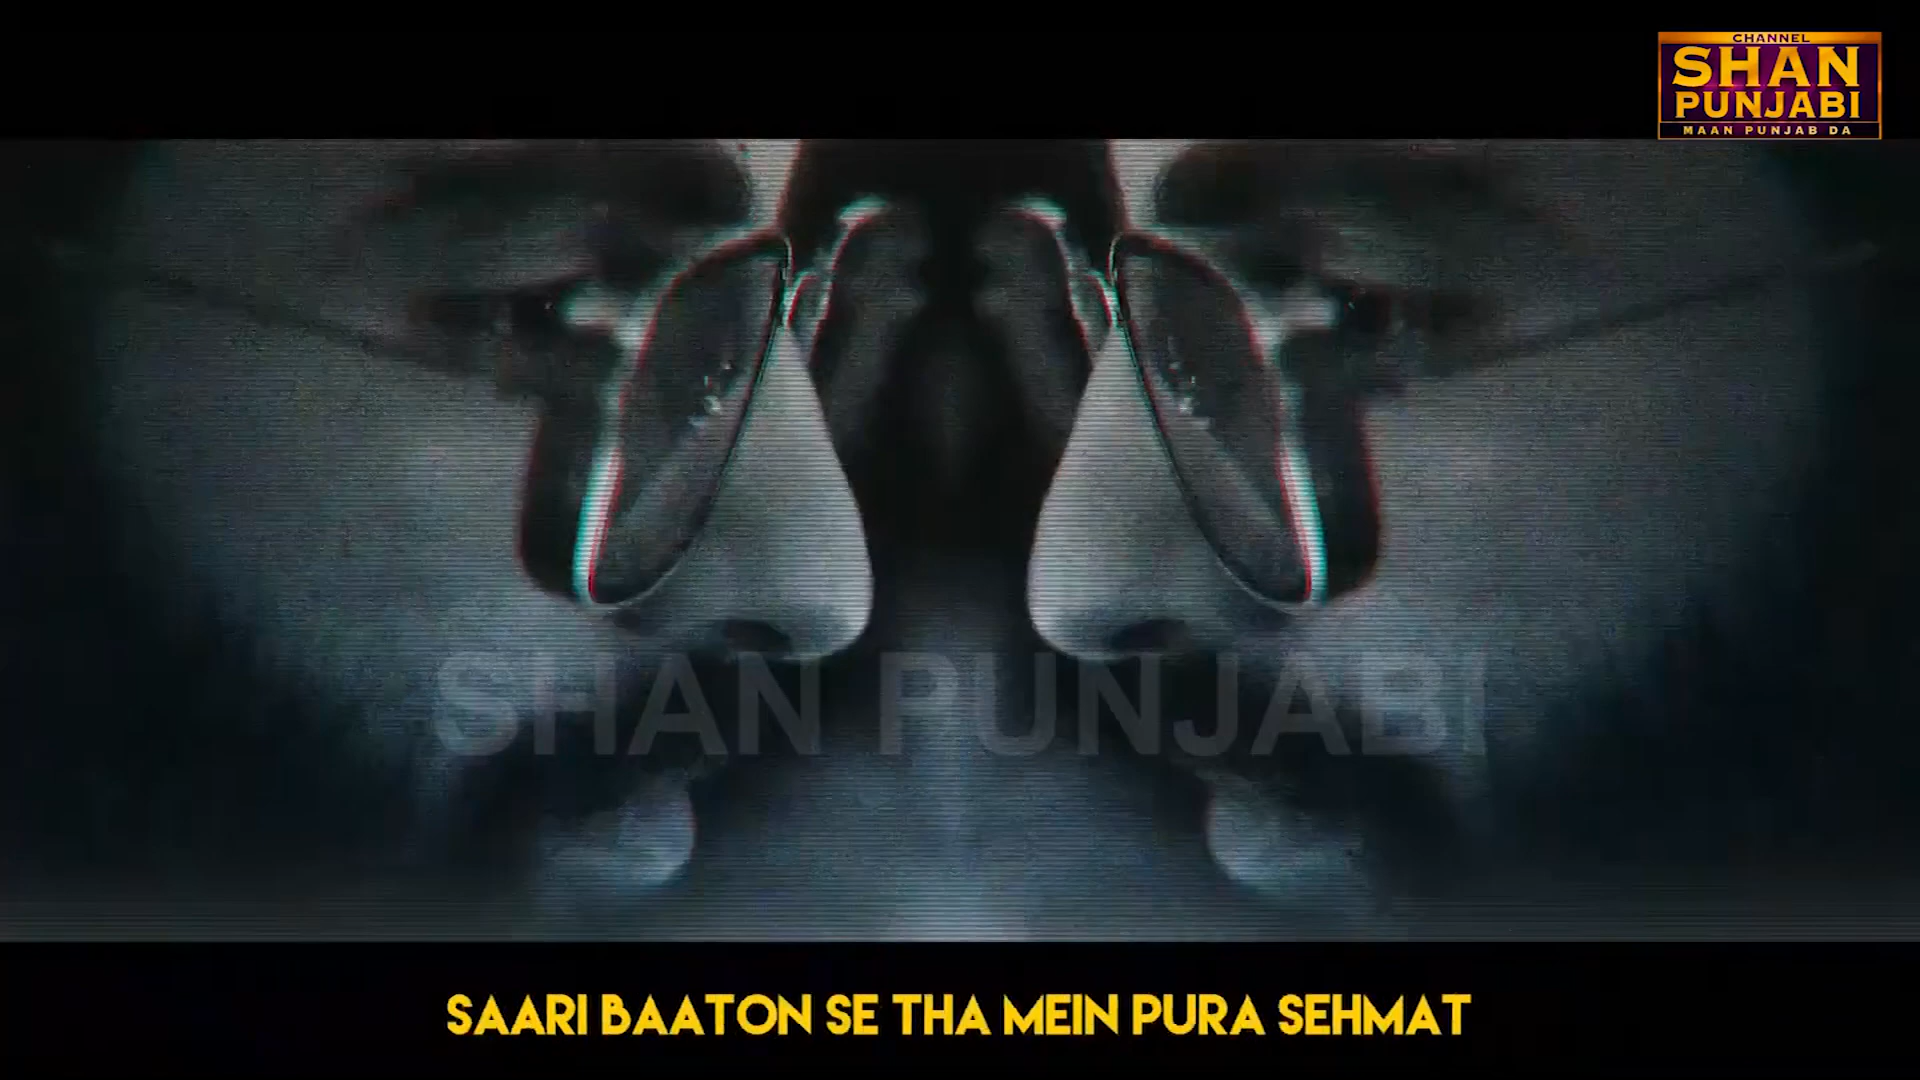 CHANNEL
SHAN
PUNJABI
MAAN PUNJAB DA
SHAN PUNJABI
SAARI BAATON SE THA MEIN PURA SEHMAT